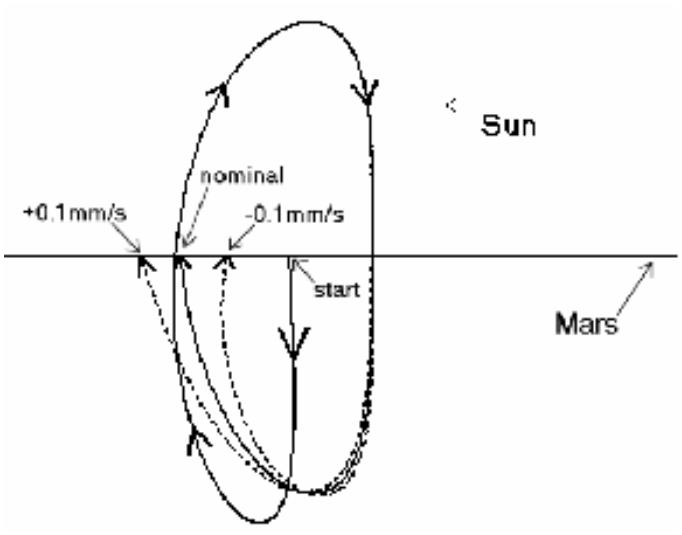 Sun
nominal
+0.1mm/s
-0.1mm/s
start
Mars